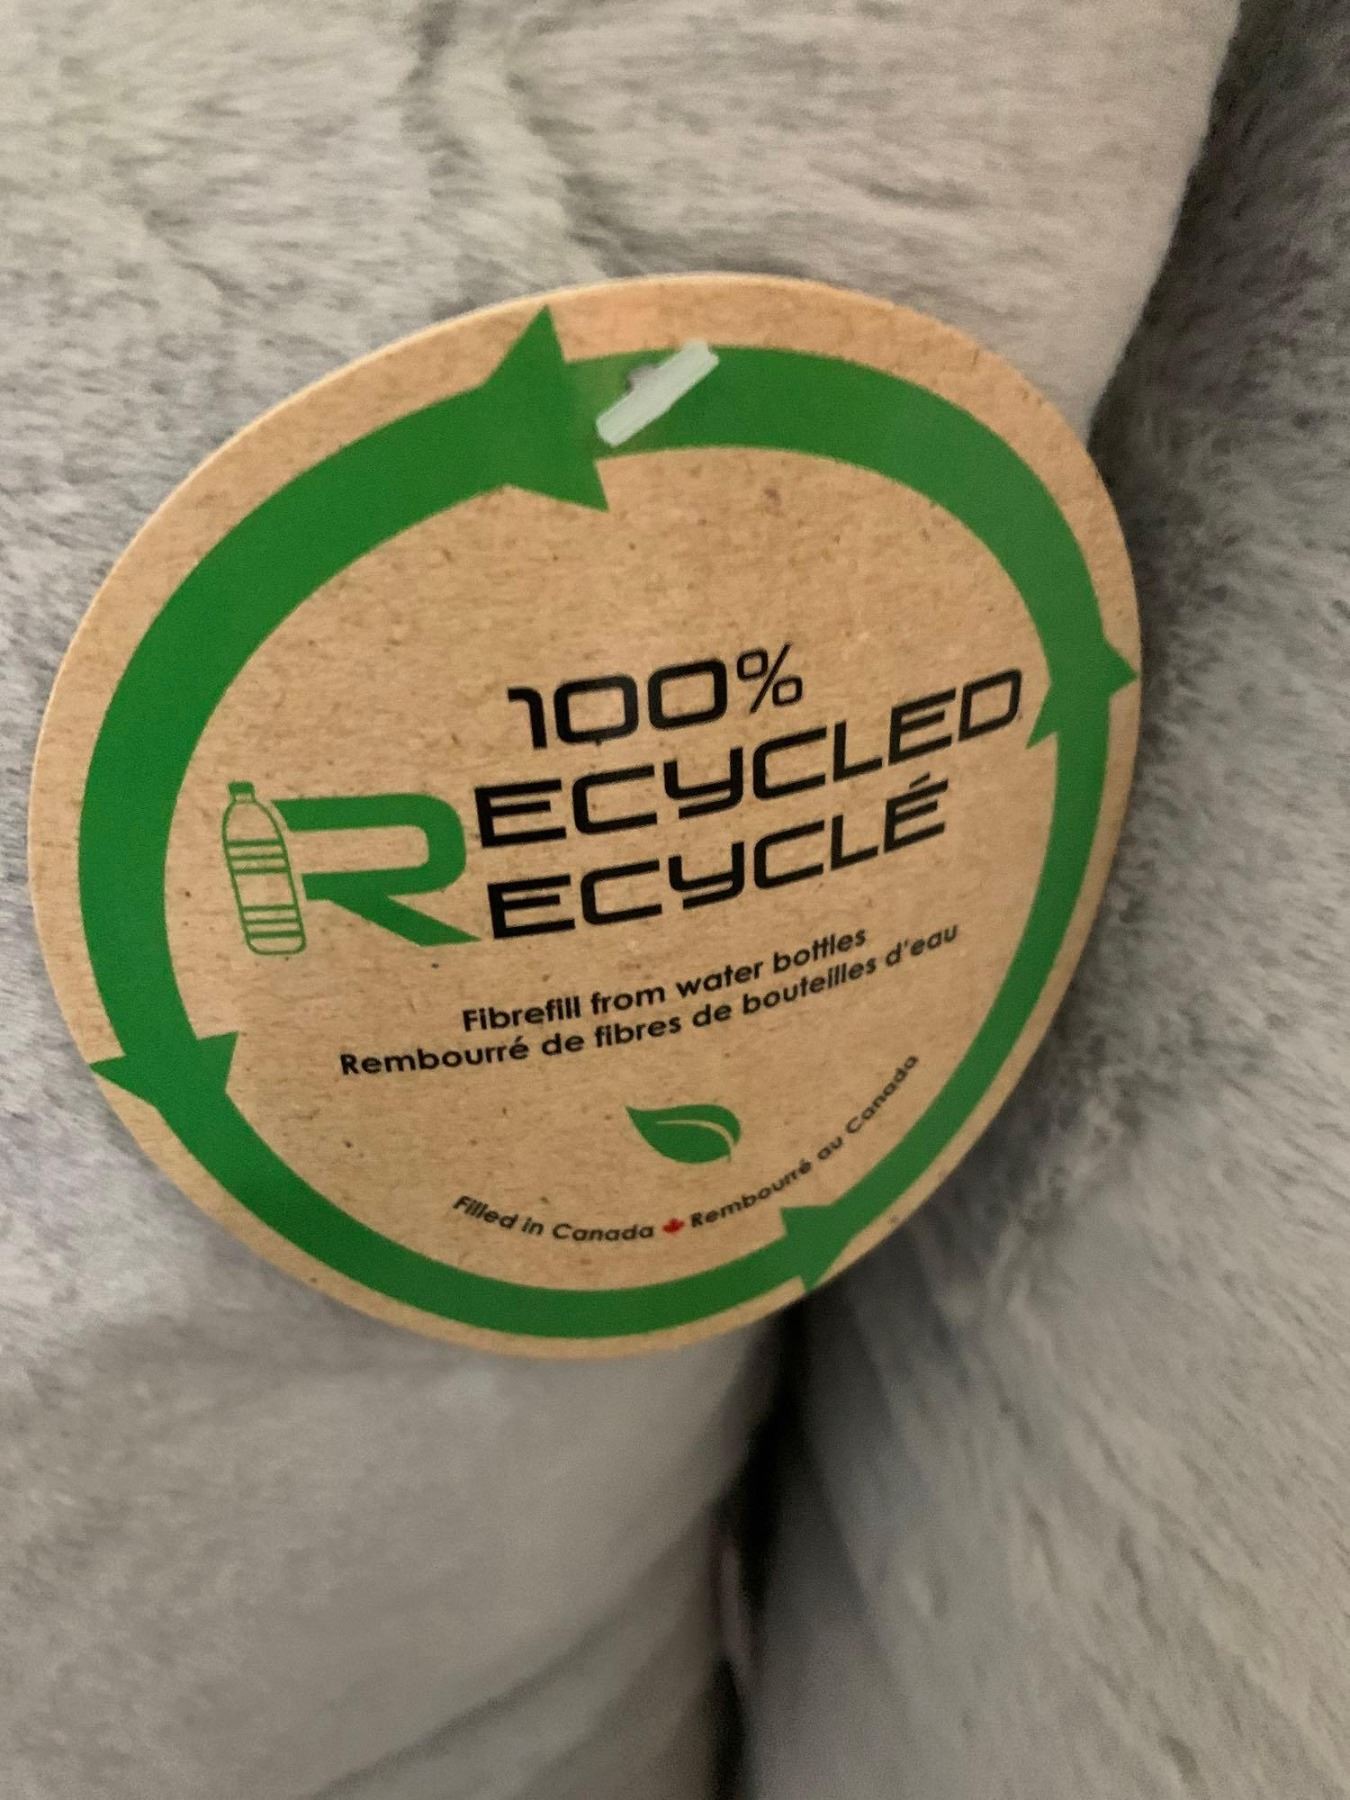 100%
RECYCLED
RECYCLÉ
Fibrefill from water bottles
Rembourré de fibres de bouteilles d'eau
Filled in Canada Rembourré au Canada